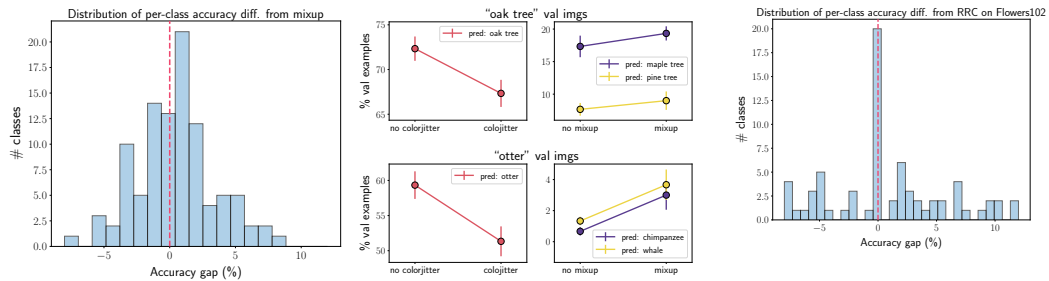 Distribution of per-class accuracy diff. from mixup
# classes
20.0
17.5
15.0
12.5
10.0
7.5
5.0
2.5
0.0
−5
0
5
10
Accuracy gap (%)
"oak tree" val imgs
% val examples
75
70
65
pred: oak tree
no colorjitter
colojitter
20
10
pred: maple tree
pred: pine tree
no mixup
mixup
"otter" val imgs
% val examples
60
55
50
pred: otter
no colorjitter
colojitter
4
2
0
pred: chimpanzee
pred: whale
no mixup
mixup
Distribution of per-class accuracy diff. from RRC on Flowers102
# classes
20.0
17.5
15.0
12.5
10.0
7.5
5.0
2.5
0.0
−5
0
5
10
Accuracy gap (%)